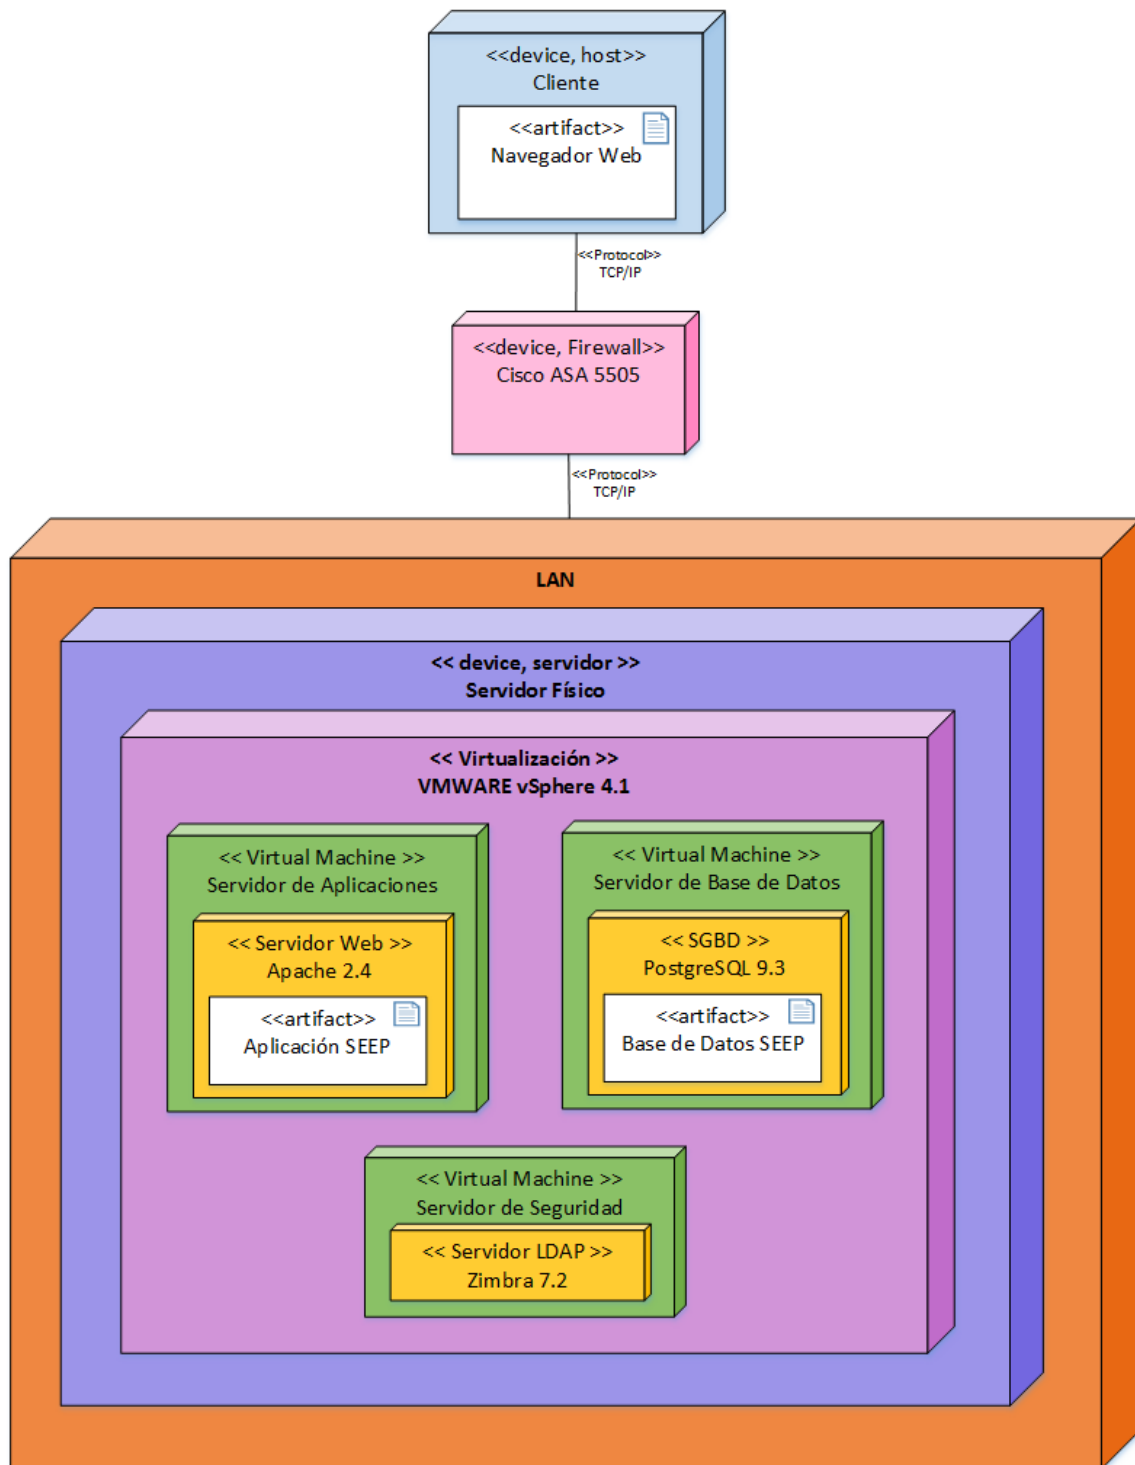 <<device, host>>
Cliente
<<artifact>>
Navegador Web
<<Protocol>>
TCP/IP
<<device, Firewall>>
Cisco ASA 5505
<<Protocol>>
TCP/IP
LAN
<< device, servidor >>
Servidor Físico
<< Virtualización >>
VMWARE vSphere 4.1
<< Virtual Machine >>
Servidor de Aplicaciones
<< Servidor Web >>
Apache 2.4
<<artifact>>
Aplicación SEEP
<< Virtual Machine >>
Servidor de Base de Datos
<< SGBD >>
PostgreSQL 9.3
<<artifact>>
Base de Datos SEEP
<< Virtual Machine >>
Servidor de Seguridad
<< Servidor LDAP >>
Zimbra 7.2